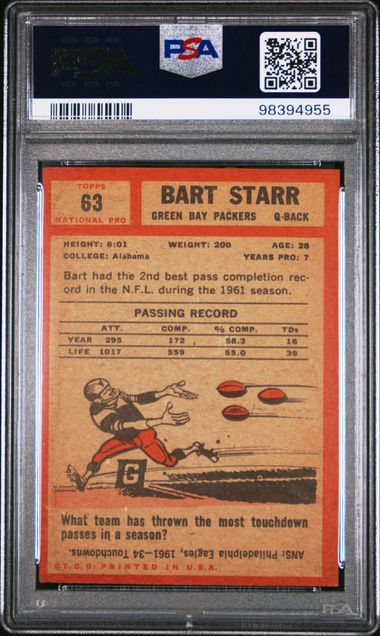 PSA
PSA
98394955
TOPPS
63
NATIONAL PRO
BART STARR
GREEN BAY PACKERS Q-BACK
HEIGHT: 6:01 WEIGHT: 200 AGE: 28
COLLEGE: Alabama YEARS PRO: 7
Bart had the 2nd best pass completion rec-
ord in the N.F.L. during the 1961 season.
PASSING RECORD
ATT. COMP. % COMP. TDs
YEAR 295 172 58.3 16
LIFE 1017 559 55.0 39
G
What team has thrown the most touchdown
passes in a season?
ANS: Philadelphia Eagles, 1961—34 Touchdowns.
©T.C.G. PRINTED IN U.S.A.
PSA